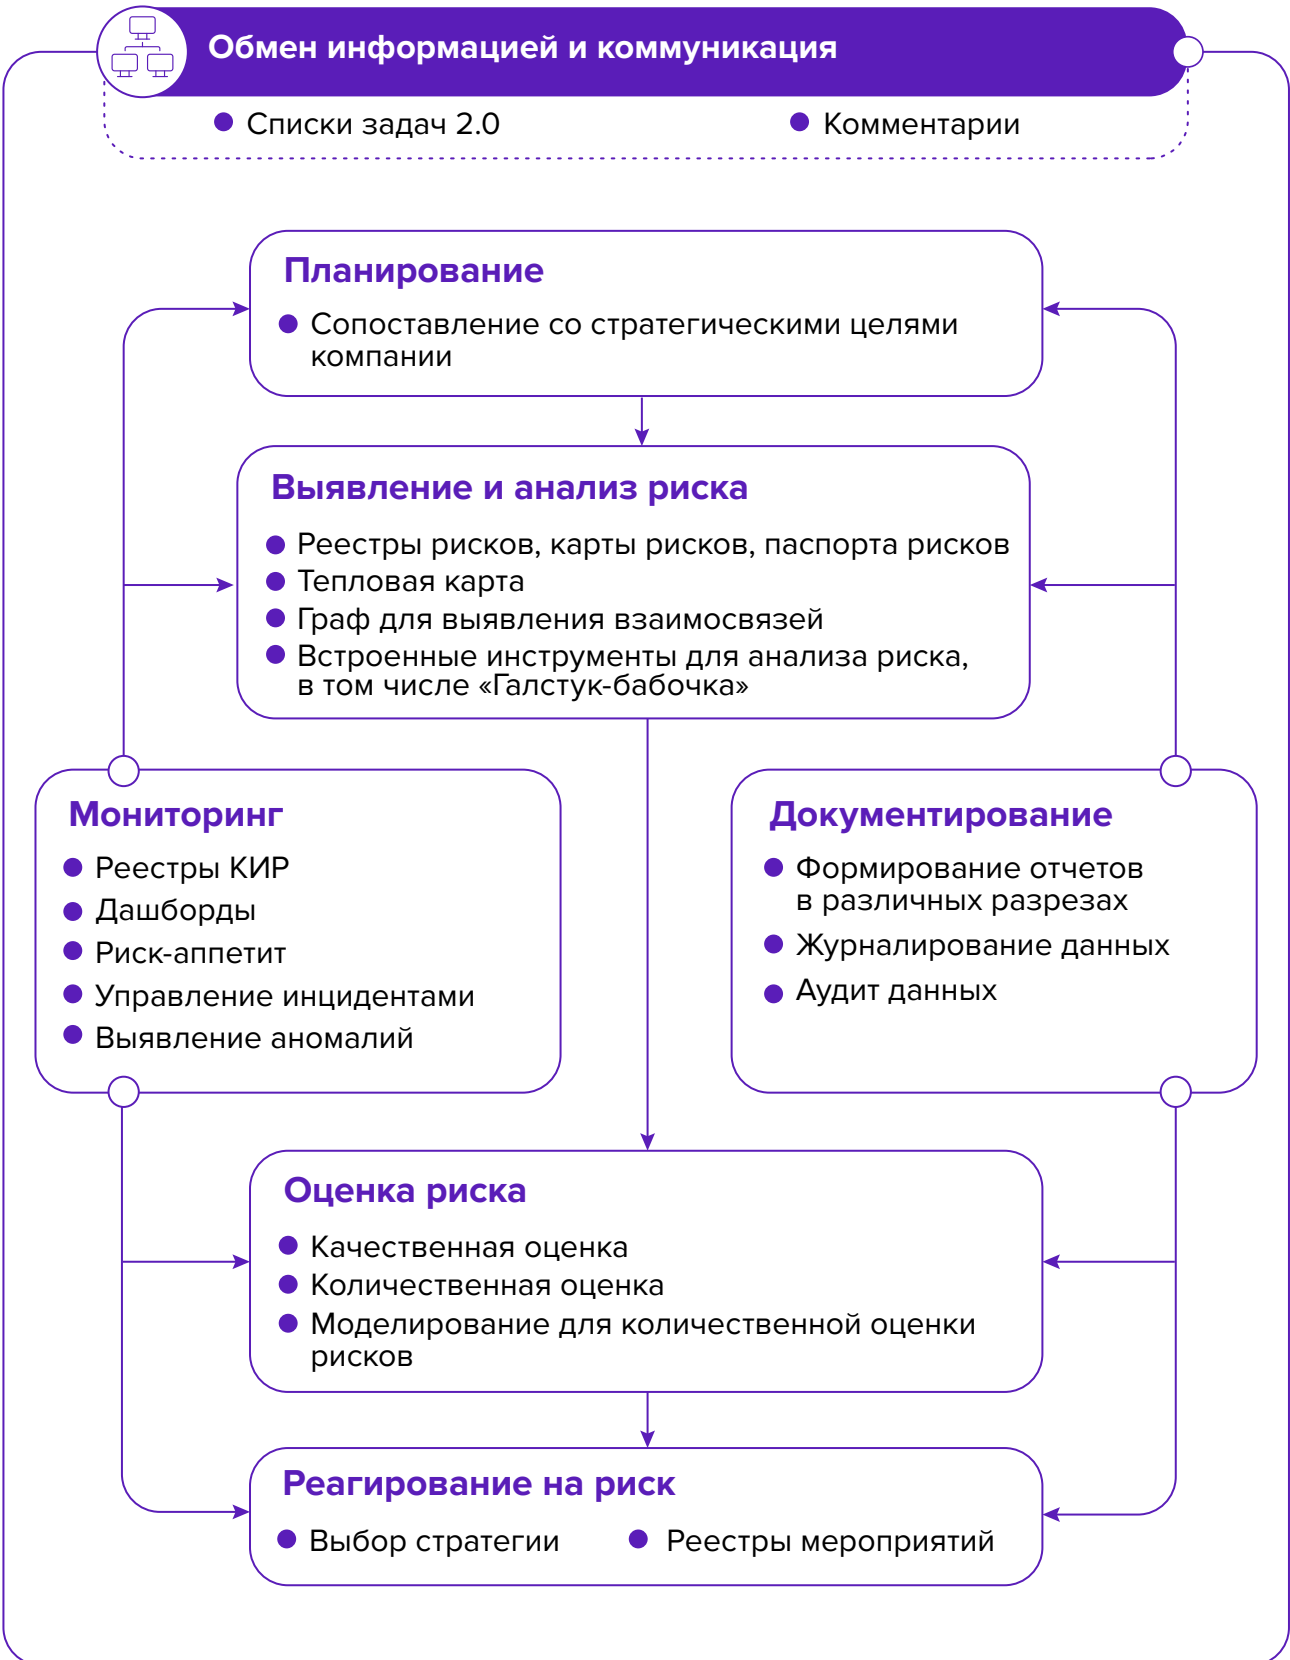 Обмен информацией и коммуникация
Списки задач 2.0
Комментарии
Планирование
Сопоставление со стратегическими целями
компании
Выявление и анализ риска
Реестры рисков, карты рисков, паспорта рисков
Тепловая карта
Граф для выявления взаимосвязей
Встроенные инструменты для анализа риска,
в том числе «Галстук-бабочка»
Мониторинг
Реестры КИР
Дашборды
Риск-аппетит
Управление инцидентами
Выявление аномалий
Документирование
Формирование отчетов
в различных разрезах
Журналирование данных
Аудит данных
Оценка риска
Качественная оценка
Количественная оценка
Моделирование для количественной оценки
рисков
Реагирование на риск
Выбор стратегии
Реестры мероприятий